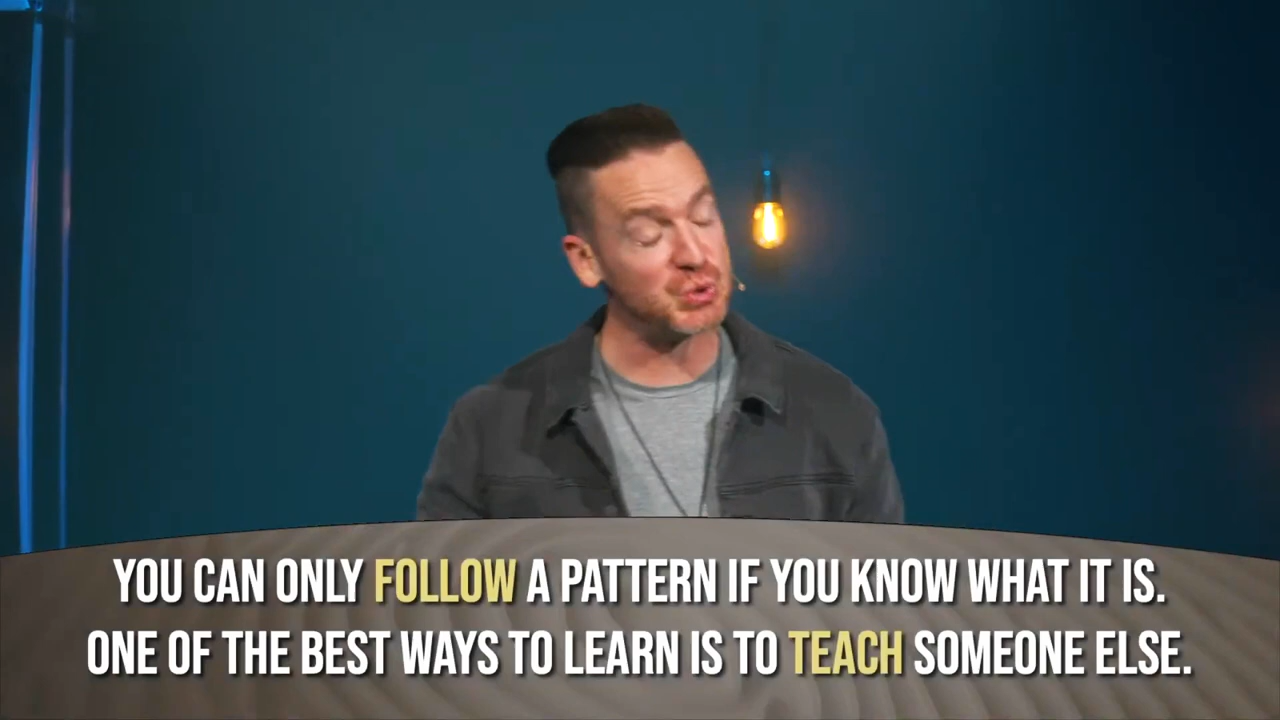 YOU CAN ONLY FOLLOW A PATTERN IF YOU KNOW WHAT IT IS.
ONE OF THE BEST WAYS TO LEARN IS TO TEACH SOMEONE ELSE.